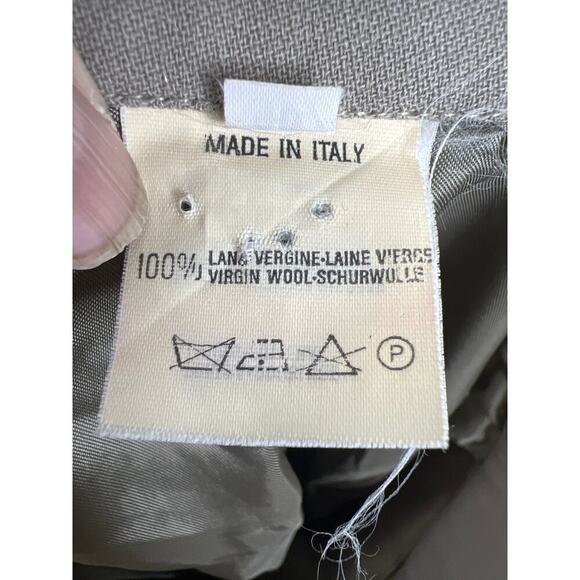 MADE IN ITALY
100% LANA VERGINE-LAINE VIERGE
VIRGIN WOOL-SCHURWOLLE
P